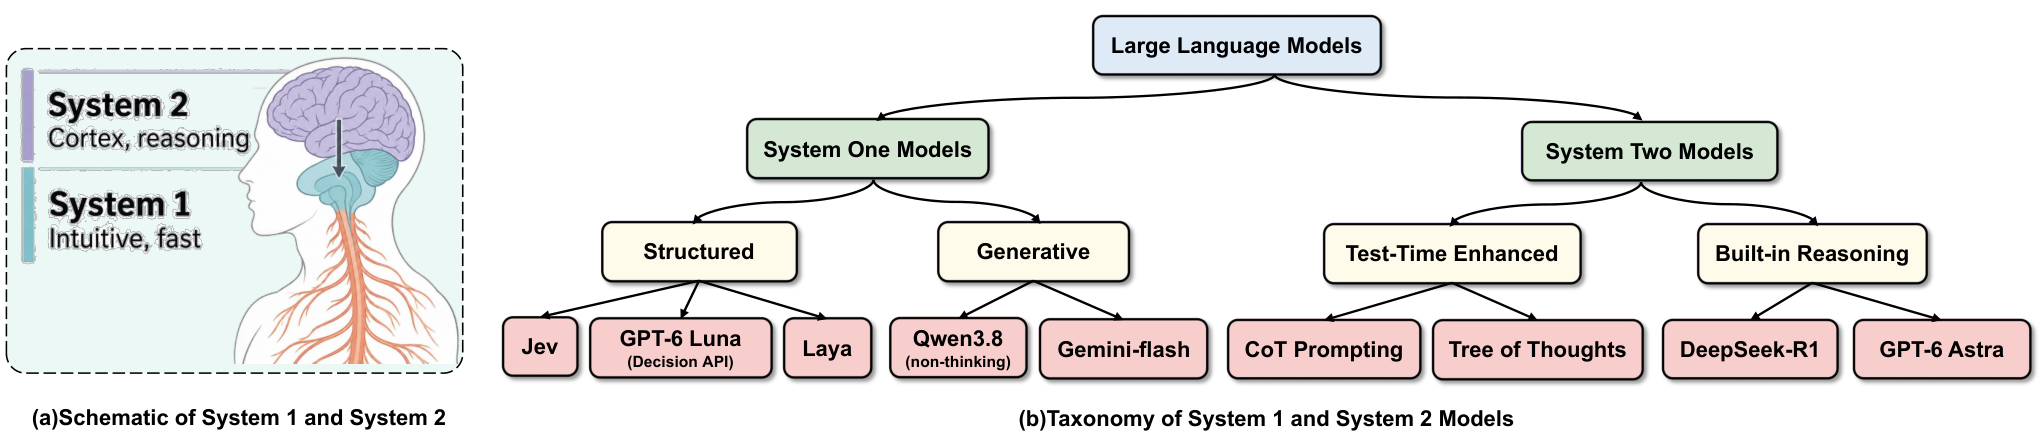 System 2
Cortex, reasoning
System 1
Intuitive, fast
(a)Schematic of System 1 and System 2
Large Language Models
System One Models
System Two Models
Structured
Generative
Test-Time Enhanced
Built-in Reasoning
Jev
GPT-6 Luna
(Decision API)
Laya
Qwen3.8
(non-thinking)
Gemini-flash
CoT Prompting
Tree of Thoughts
DeepSeek-R1
GPT-6 Astra
(b)Taxonomy of System 1 and System 2 Models